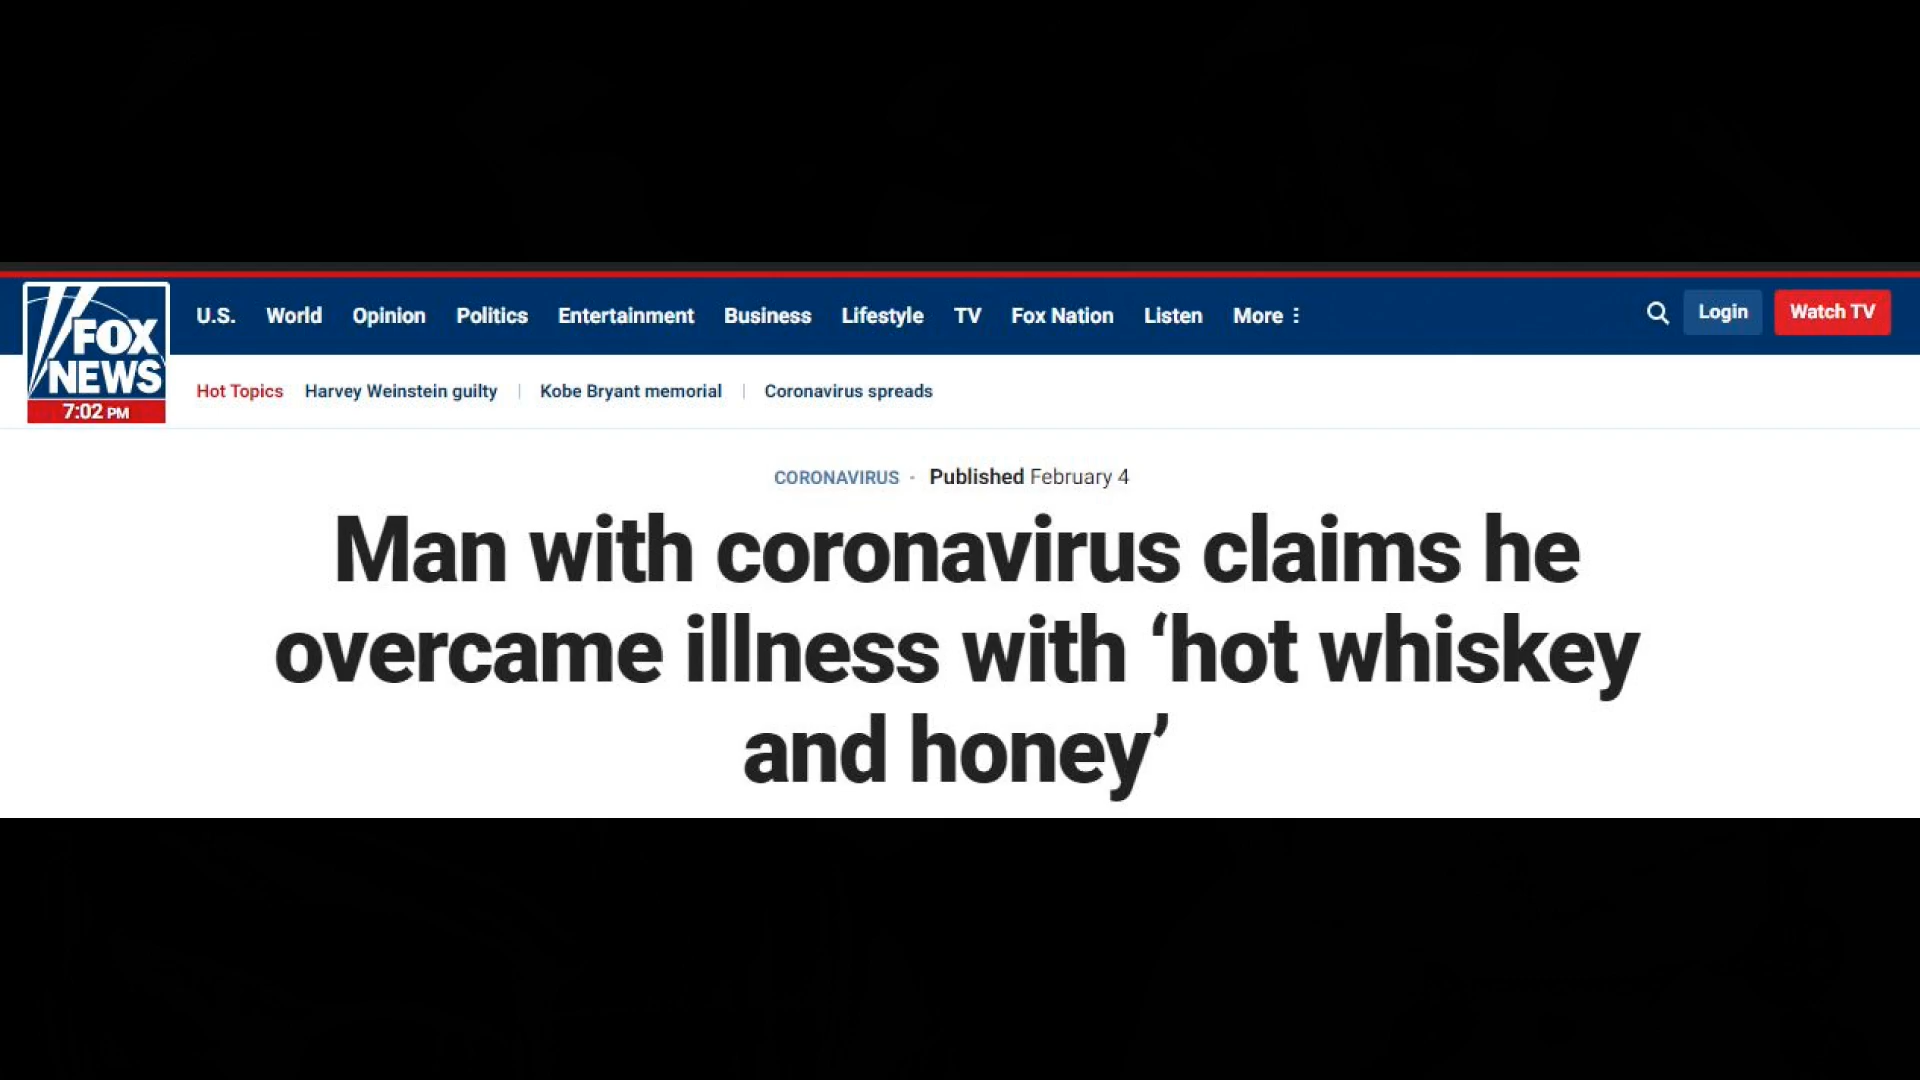 FOX
NEWS
7:02 PM
U.S. World Opinion Politics Entertainment Business Lifestyle TV Fox Nation Listen More Login Watch TV
Hot Topics Harvey Weinstein guilty | Kobe Bryant memorial | Coronavirus spreads
CORONAVIRUS · Published February 4
Man with coronavirus claims he
overcame illness with ‘hot whiskey
and honey’